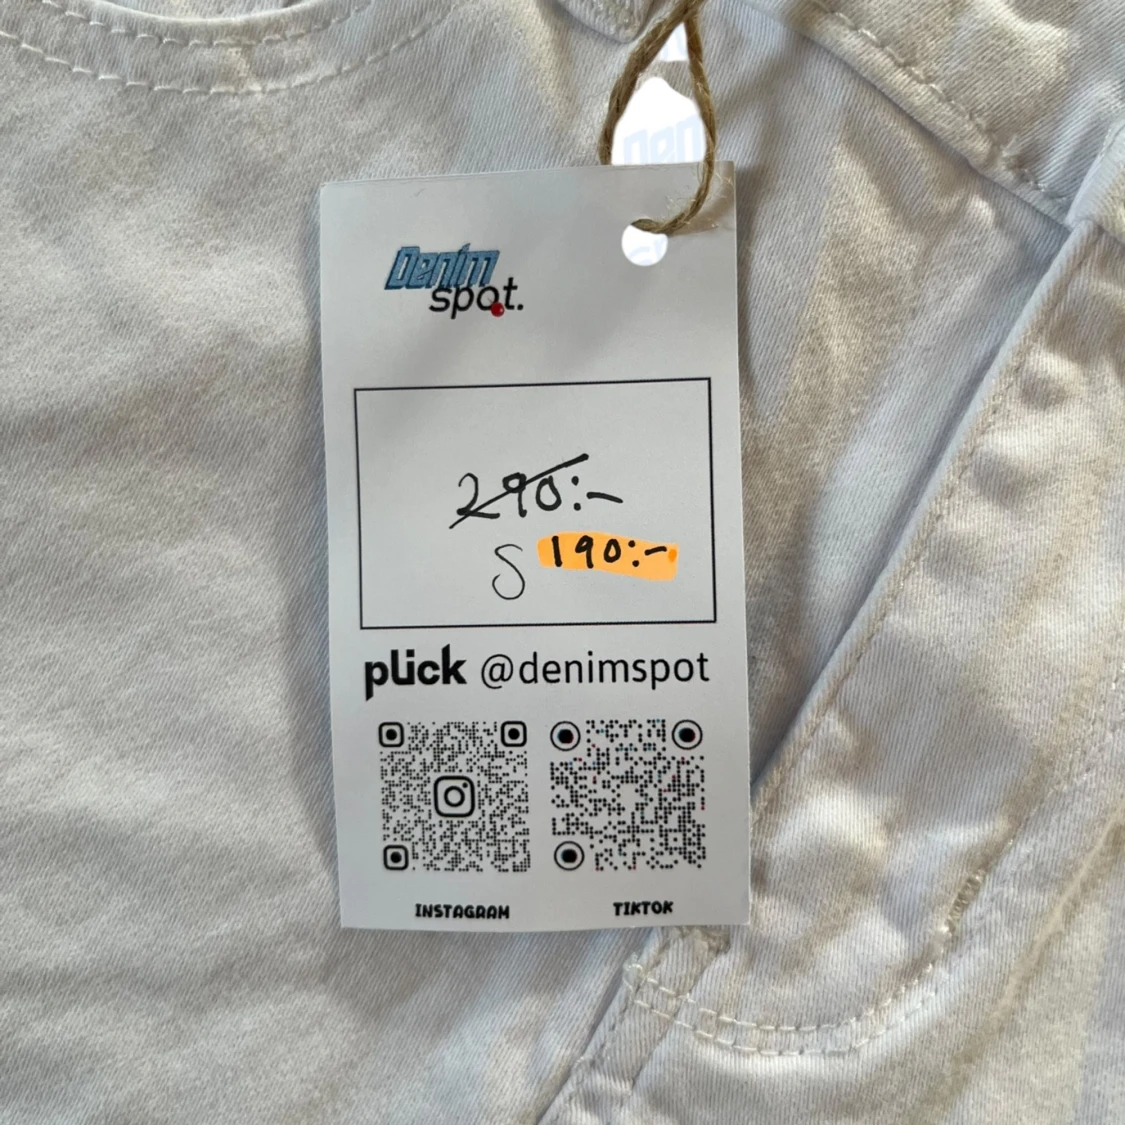 Denim
spot.
290:-
S 190:-
plick @denimspot
INSTAGRAM TIKTOK